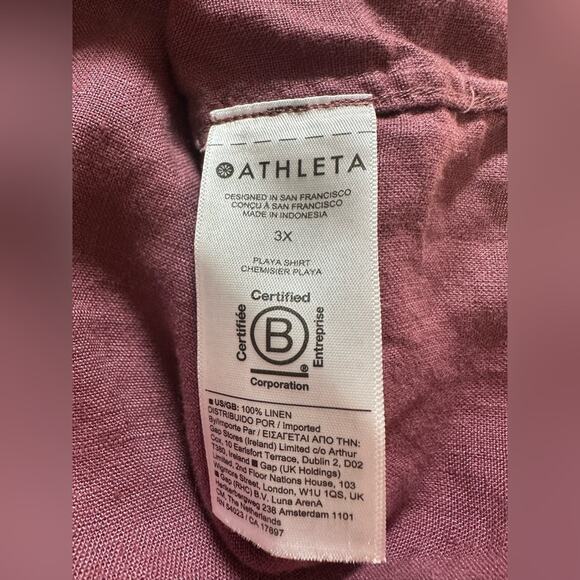 ATHLETA
DESIGNED IN SAN FRANCISCO
CONÇU À SAN FRANCISCO
MADE IN INDONESIA
3X
PLAYA SHIRT
CHEMISIER PLAYA
Certified
Certifiée
B
Entreprise
®
Corporation
■ US/GB: 100% LINEN
DISTRIBUIDO POR / Imported
By/Importe Par / ΕΙΣΑΓΕΤΑΙ ΑΠΟ ΤΗΝ:
Gap Stores (Ireland) Limited c/o Arthur
Cox, 10 Earlsfort Terrace, Dublin 2, D02
T380, Ireland ■ Gap (UK Holdings)
Limited, 2nd Floor Nations House, 103
Wigmore Street, London, W1U 1QS, UK
■ Gap (RHC) B.V. Luna ArenA
Herikerbergweg 238 Amsterdam 1101
CM, The Netherlands
RN 54023 / CA 17897